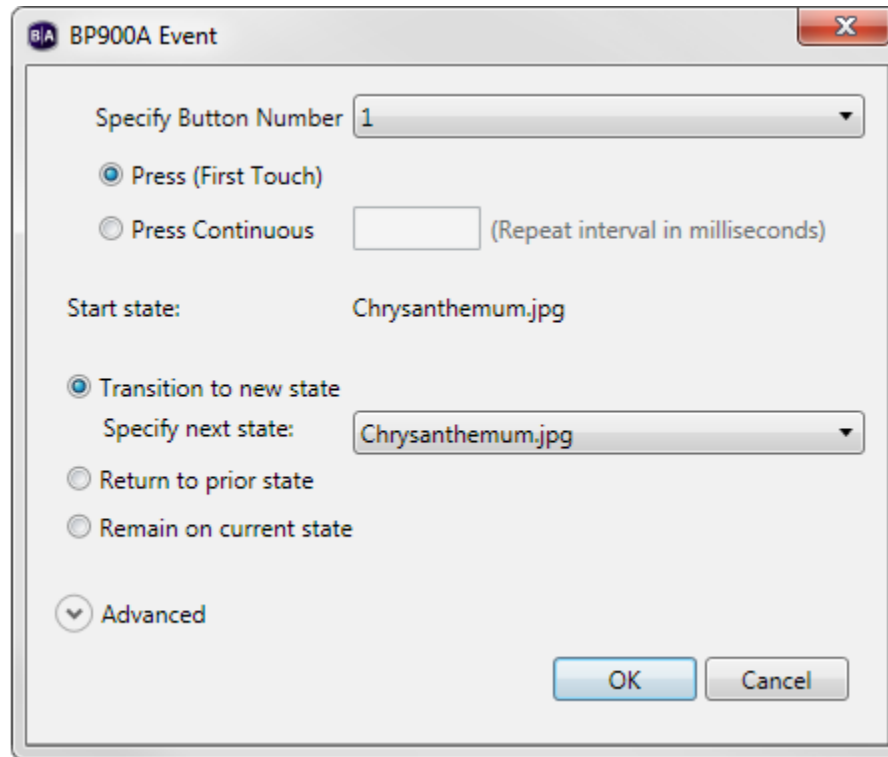 B|A BP900A Event
Specify Button Number 1
Press (First Touch)
Press Continuous (Repeat interval in milliseconds)
Start state: Chrysanthemum.jpg
Transition to new state
Specify next state: Chrysanthemum.jpg
Return to prior state
Remain on current state
Advanced
OK Cancel